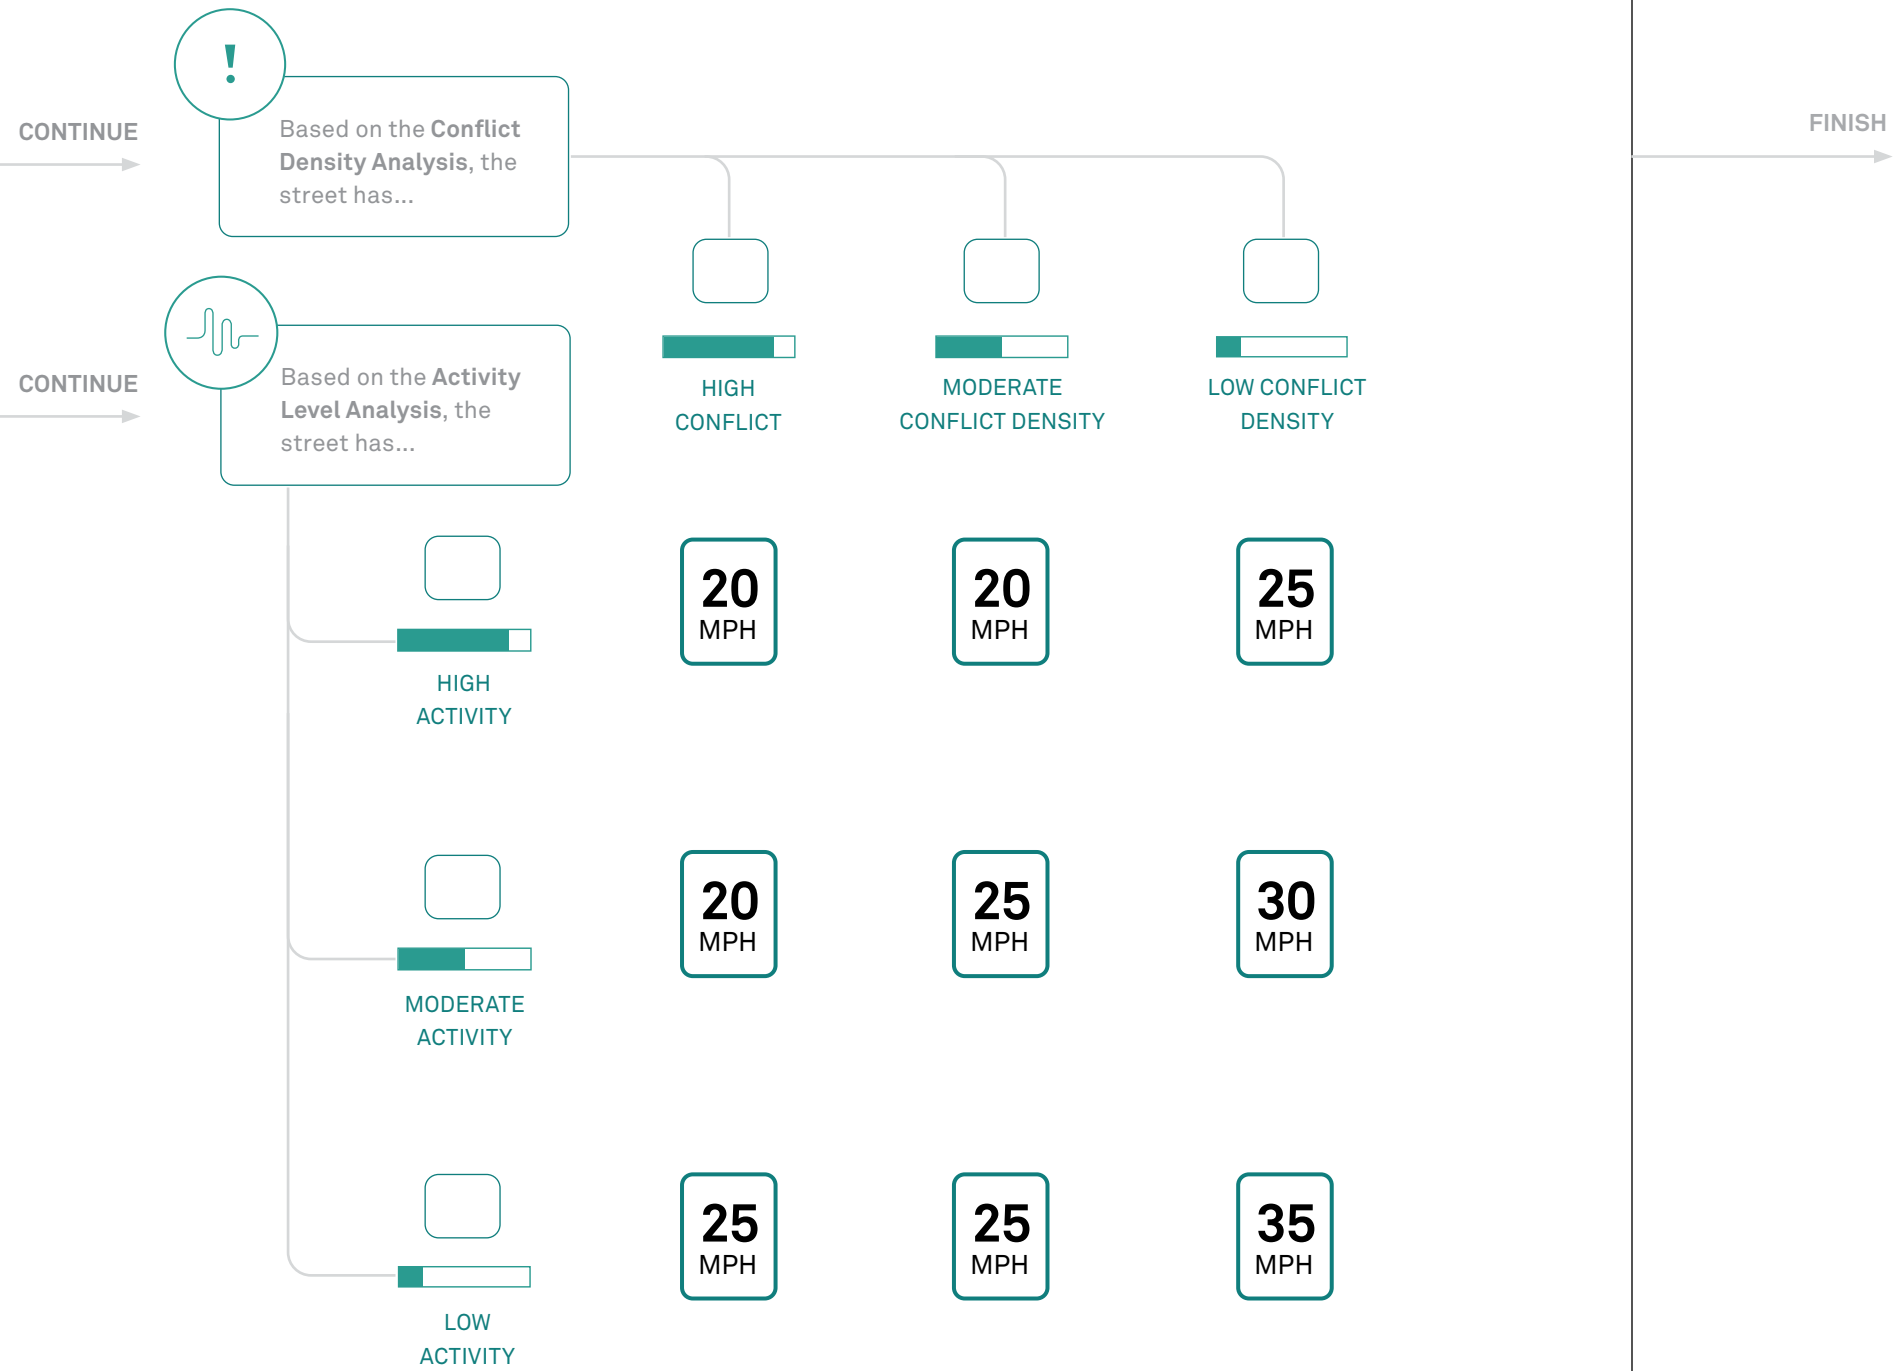 CONTINUE
!
Based on the Conflict
Density Analysis, the
street has...
FINISH
CONTINUE
Based on the Activity
Level Analysis, the
street has...
HIGH
CONFLICT
MODERATE
CONFLICT DENSITY
LOW CONFLICT
DENSITY
HIGH
ACTIVITY
20
MPH
20
MPH
25
MPH
MODERATE
ACTIVITY
20
MPH
25
MPH
30
MPH
LOW
ACTIVITY
25
MPH
25
MPH
35
MPH